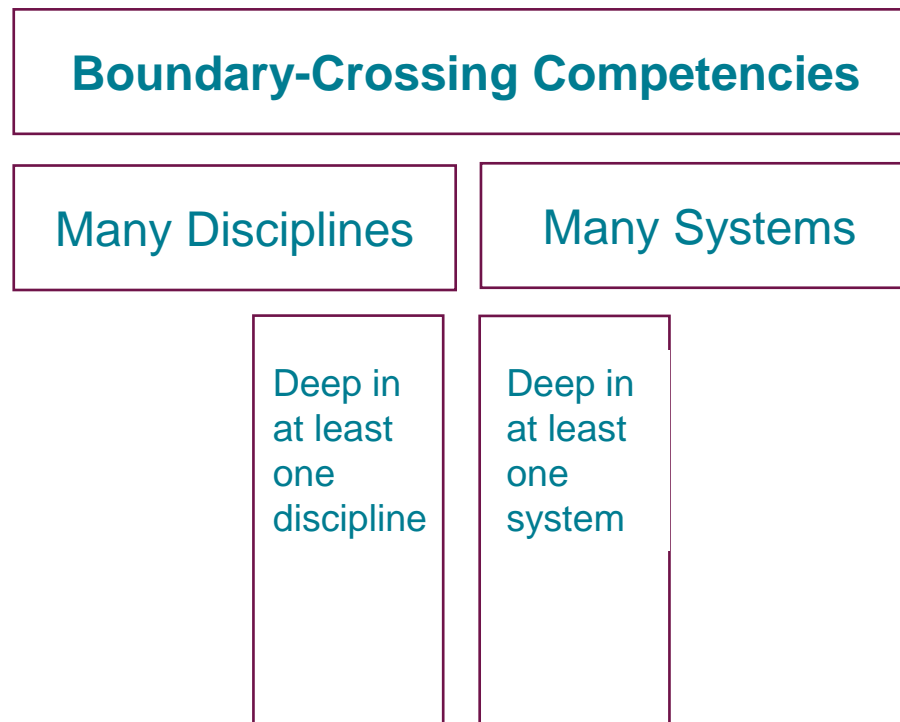 Boundary-Crossing Competencies
Many Disciplines
Many Systems
Deep in
at least
one
discipline
Deep in
at least
one
system